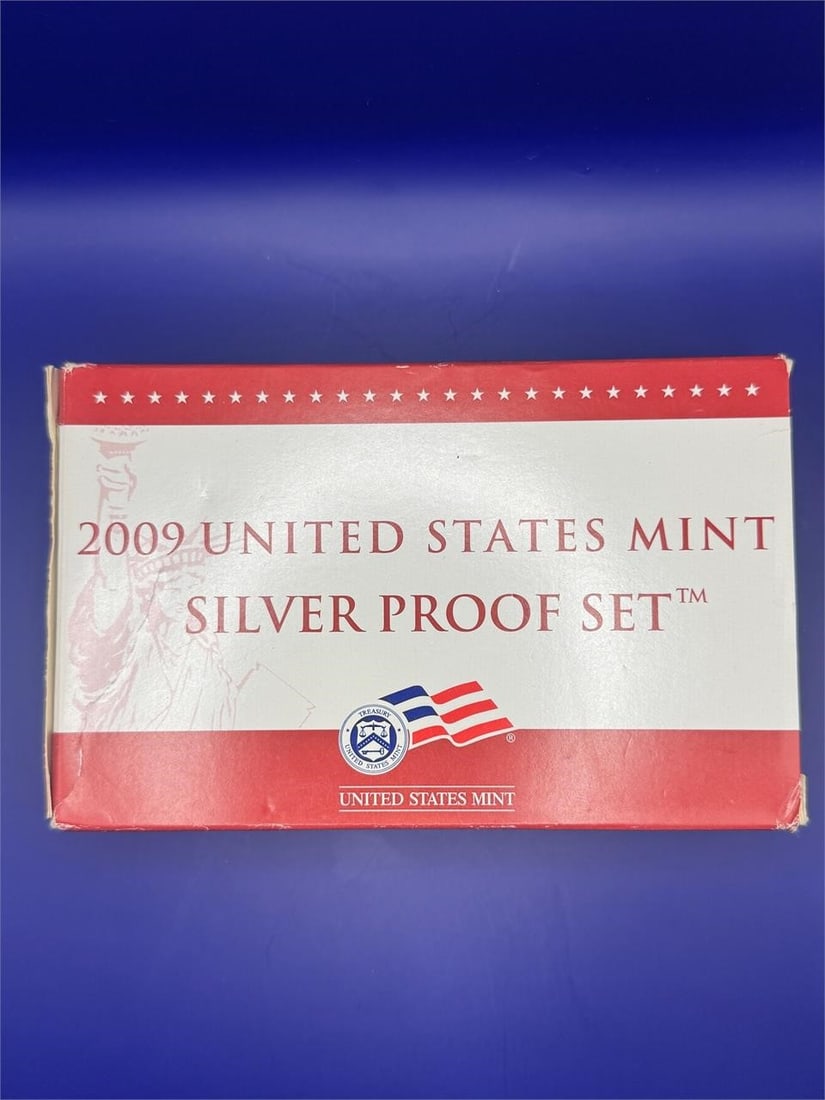 2009 UNITED STATES MINT
SILVER PROOF SET™
TREASURY
UNITED STATES MINT
®
UNITED STATES MINT